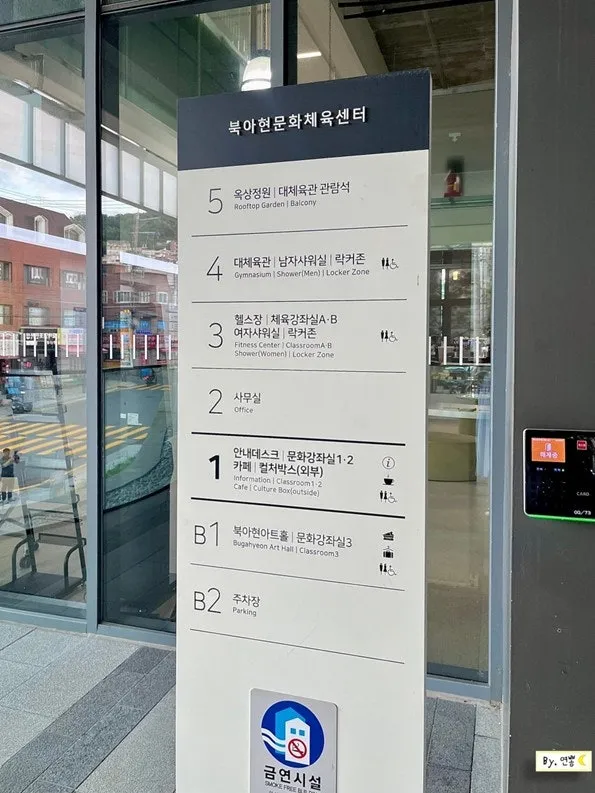 북아현문화체육센터
5 옥상정원 | 대체육관 관람석
Rooftop Garden | Balcony
4 대체육관 | 남자샤워실 | 락커존
Gymnasium | Shower(Men) | Locker Zone
3 헬스장 | 체육강좌실A·B
여자샤워실 | 락커존
Fitness Center | ClassroomA·B
Shower(Women) | Locker Zone
2 사무실
Office
1 안내데스크 | 문화강좌실1·2
카페 | 컬처박스(외부)
Information | Classroom1·2
Cafe | Culture Box(outside)
B1 북아현아트홀 | 문화강좌실3
Bugahyeon Art Hall | Classroom3
B2 주차장
Parking
금연시설
SMOKE FREE
CARD
By. 연뽕